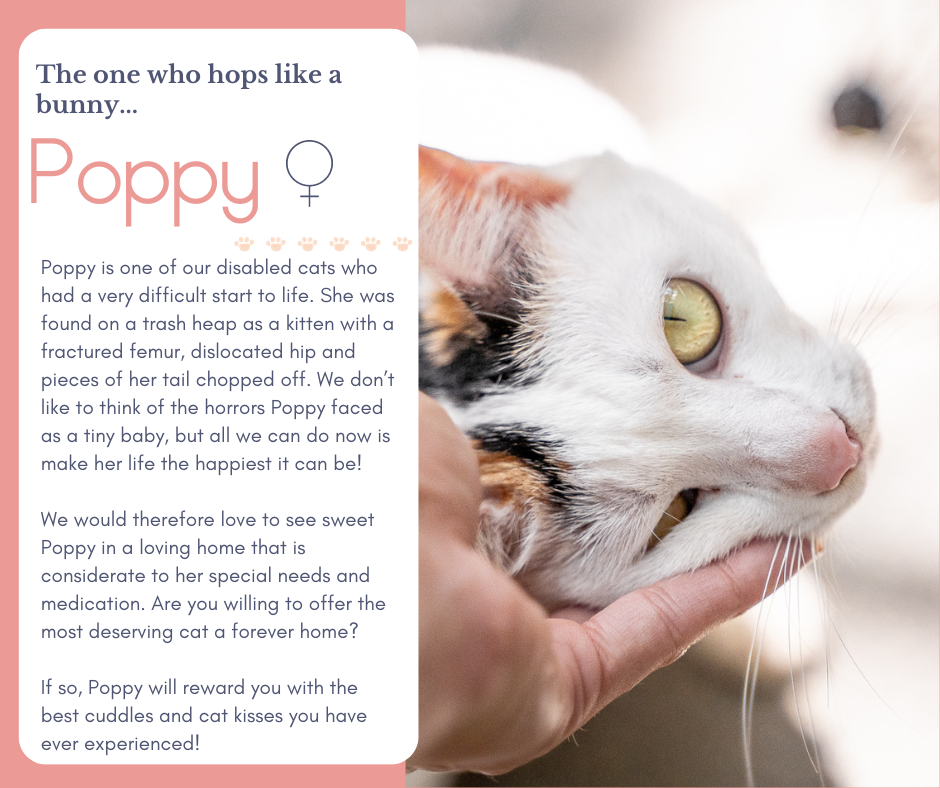 The one who hops like a
bunny...
Poppy
Poppy is one of our disabled cats who
had a very difficult start to life. She was
found on a trash heap as a kitten with a
fractured femur, dislocated hip and
pieces of her tail chopped off. We don't
like to think of the horrors Poppy faced
as a tiny baby, but all we can do now is
make her life the happiest it can be!
We would therefore love to see sweet
Poppy in a loving home that is
considerate to her special needs and
medication. Are you willing to offer the
most deserving cat a forever home?
If so, Poppy will reward you with the
best cuddles and cat kisses you have
ever experienced!